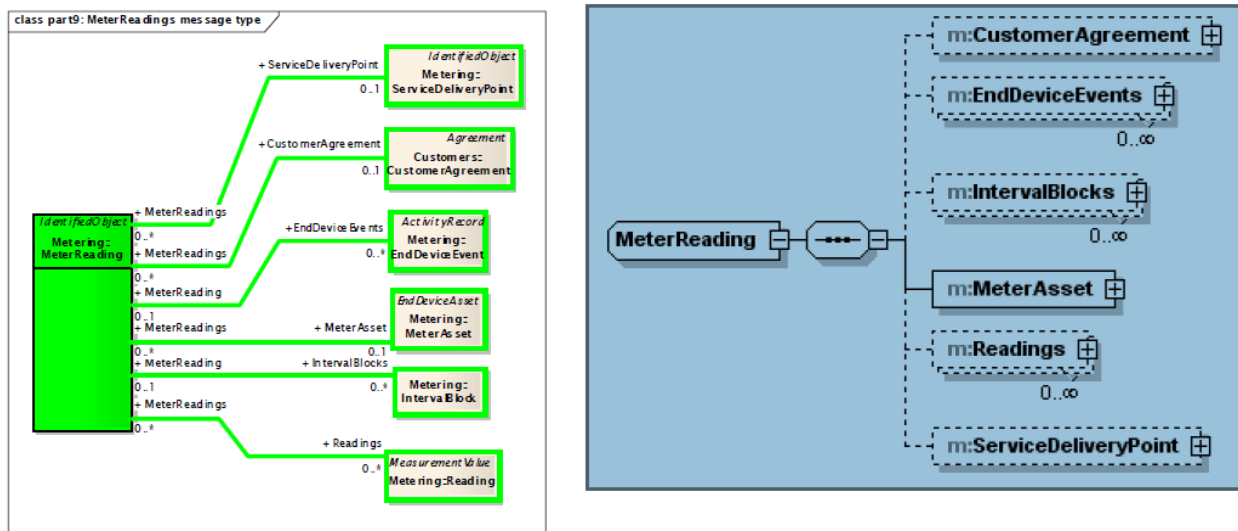 class part9: MeterReadings message type
IdentifiedObject
Metering::
ServiceDeliveryPoint
+ ServiceDeliveryPoint
0..1
Agreement
Customers::
CustomerAgreement
+CustomerAgreement
0..1
IdentifiedObject
Metering::
MeterReading
+ MeterReadings
0..*
+ MeterReadings
0..*
+ MeterReading
0..1
+ MeterReadings
0..*
+ MeterReading
0..1
+ MeterReadings
0..*
+EndDeviceEvents
0..*
ActivityRecord
Metering::
EndDeviceEvent
+ MeterAsset
0..1
EndDeviceAsset
Metering::
MeterAsset
+ IntervalBlocks
0..*
Metering::
IntervalBlock
+ Readings
0..*
MeasurementValue
Metering::Reading
MeterReading
m:CustomerAgreement
m:EndDeviceEvents
0..∞
m:IntervalBlocks
0..∞
m:MeterAsset
m:Readings
0..∞
m:ServiceDeliveryPoint